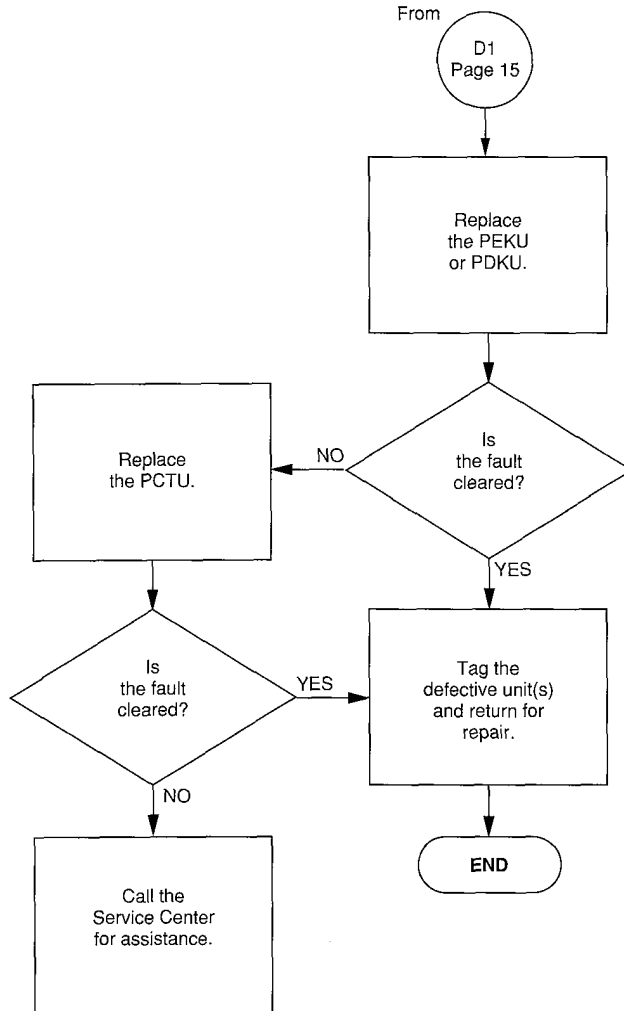 From
D1
Page 15
Replace
the PEKU
or PDKU.
Is
the fault
cleared?
NO
YES
Replace
the PCTU.
Is
the fault
cleared?
YES
NO
Tag the
defective unit(s)
and return for
repair.
END
Call the
Service Center
for assistance.